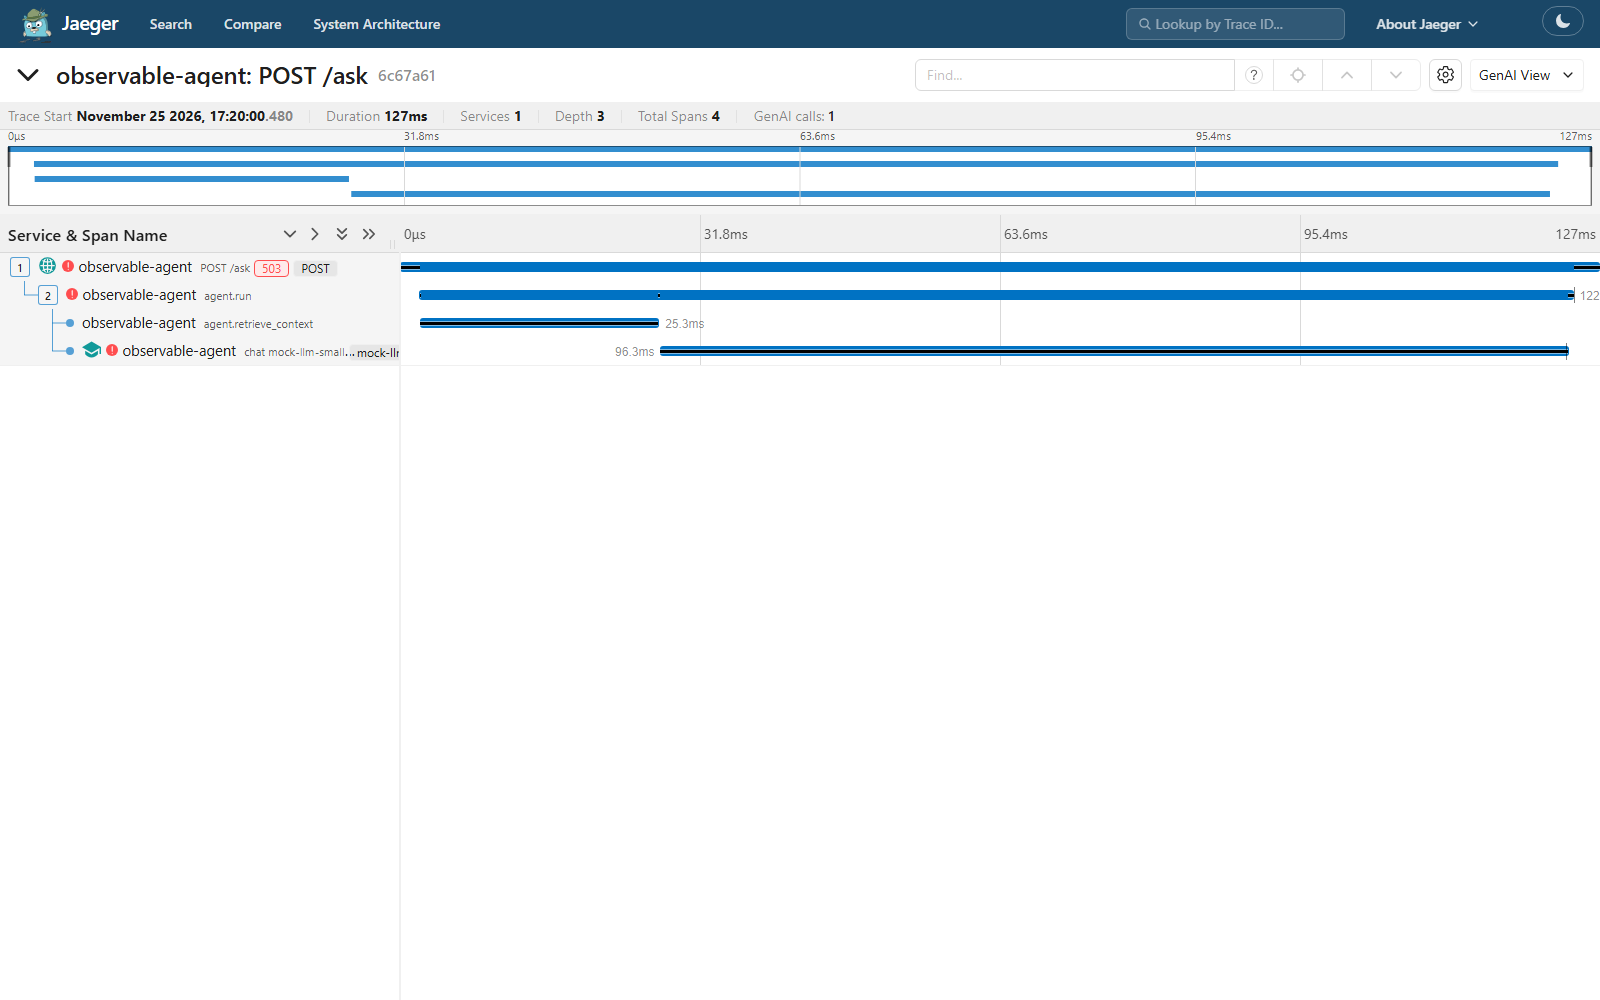 Jaeger Search Compare System Architecture Lookup by Trace ID... About Jaeger
observable-agent: POST /ask 6c67a61 Find... ? GenAI View
Trace Start November 25 2026, 17:20:00.480 Duration 127ms Services 1 Depth 3 Total Spans 4 GenAI calls: 1
0μs 31.8ms 63.6ms 95.4ms 127ms
Service & Span Name 0μs 31.8ms 63.6ms 95.4ms 127ms
1 observable-agent POST /ask 503 POST
2 observable-agent agent.run 122
observable-agent agent.retrieve_context 25.3ms
observable-agent chat mock-llm-small... mock-llm 96.3ms